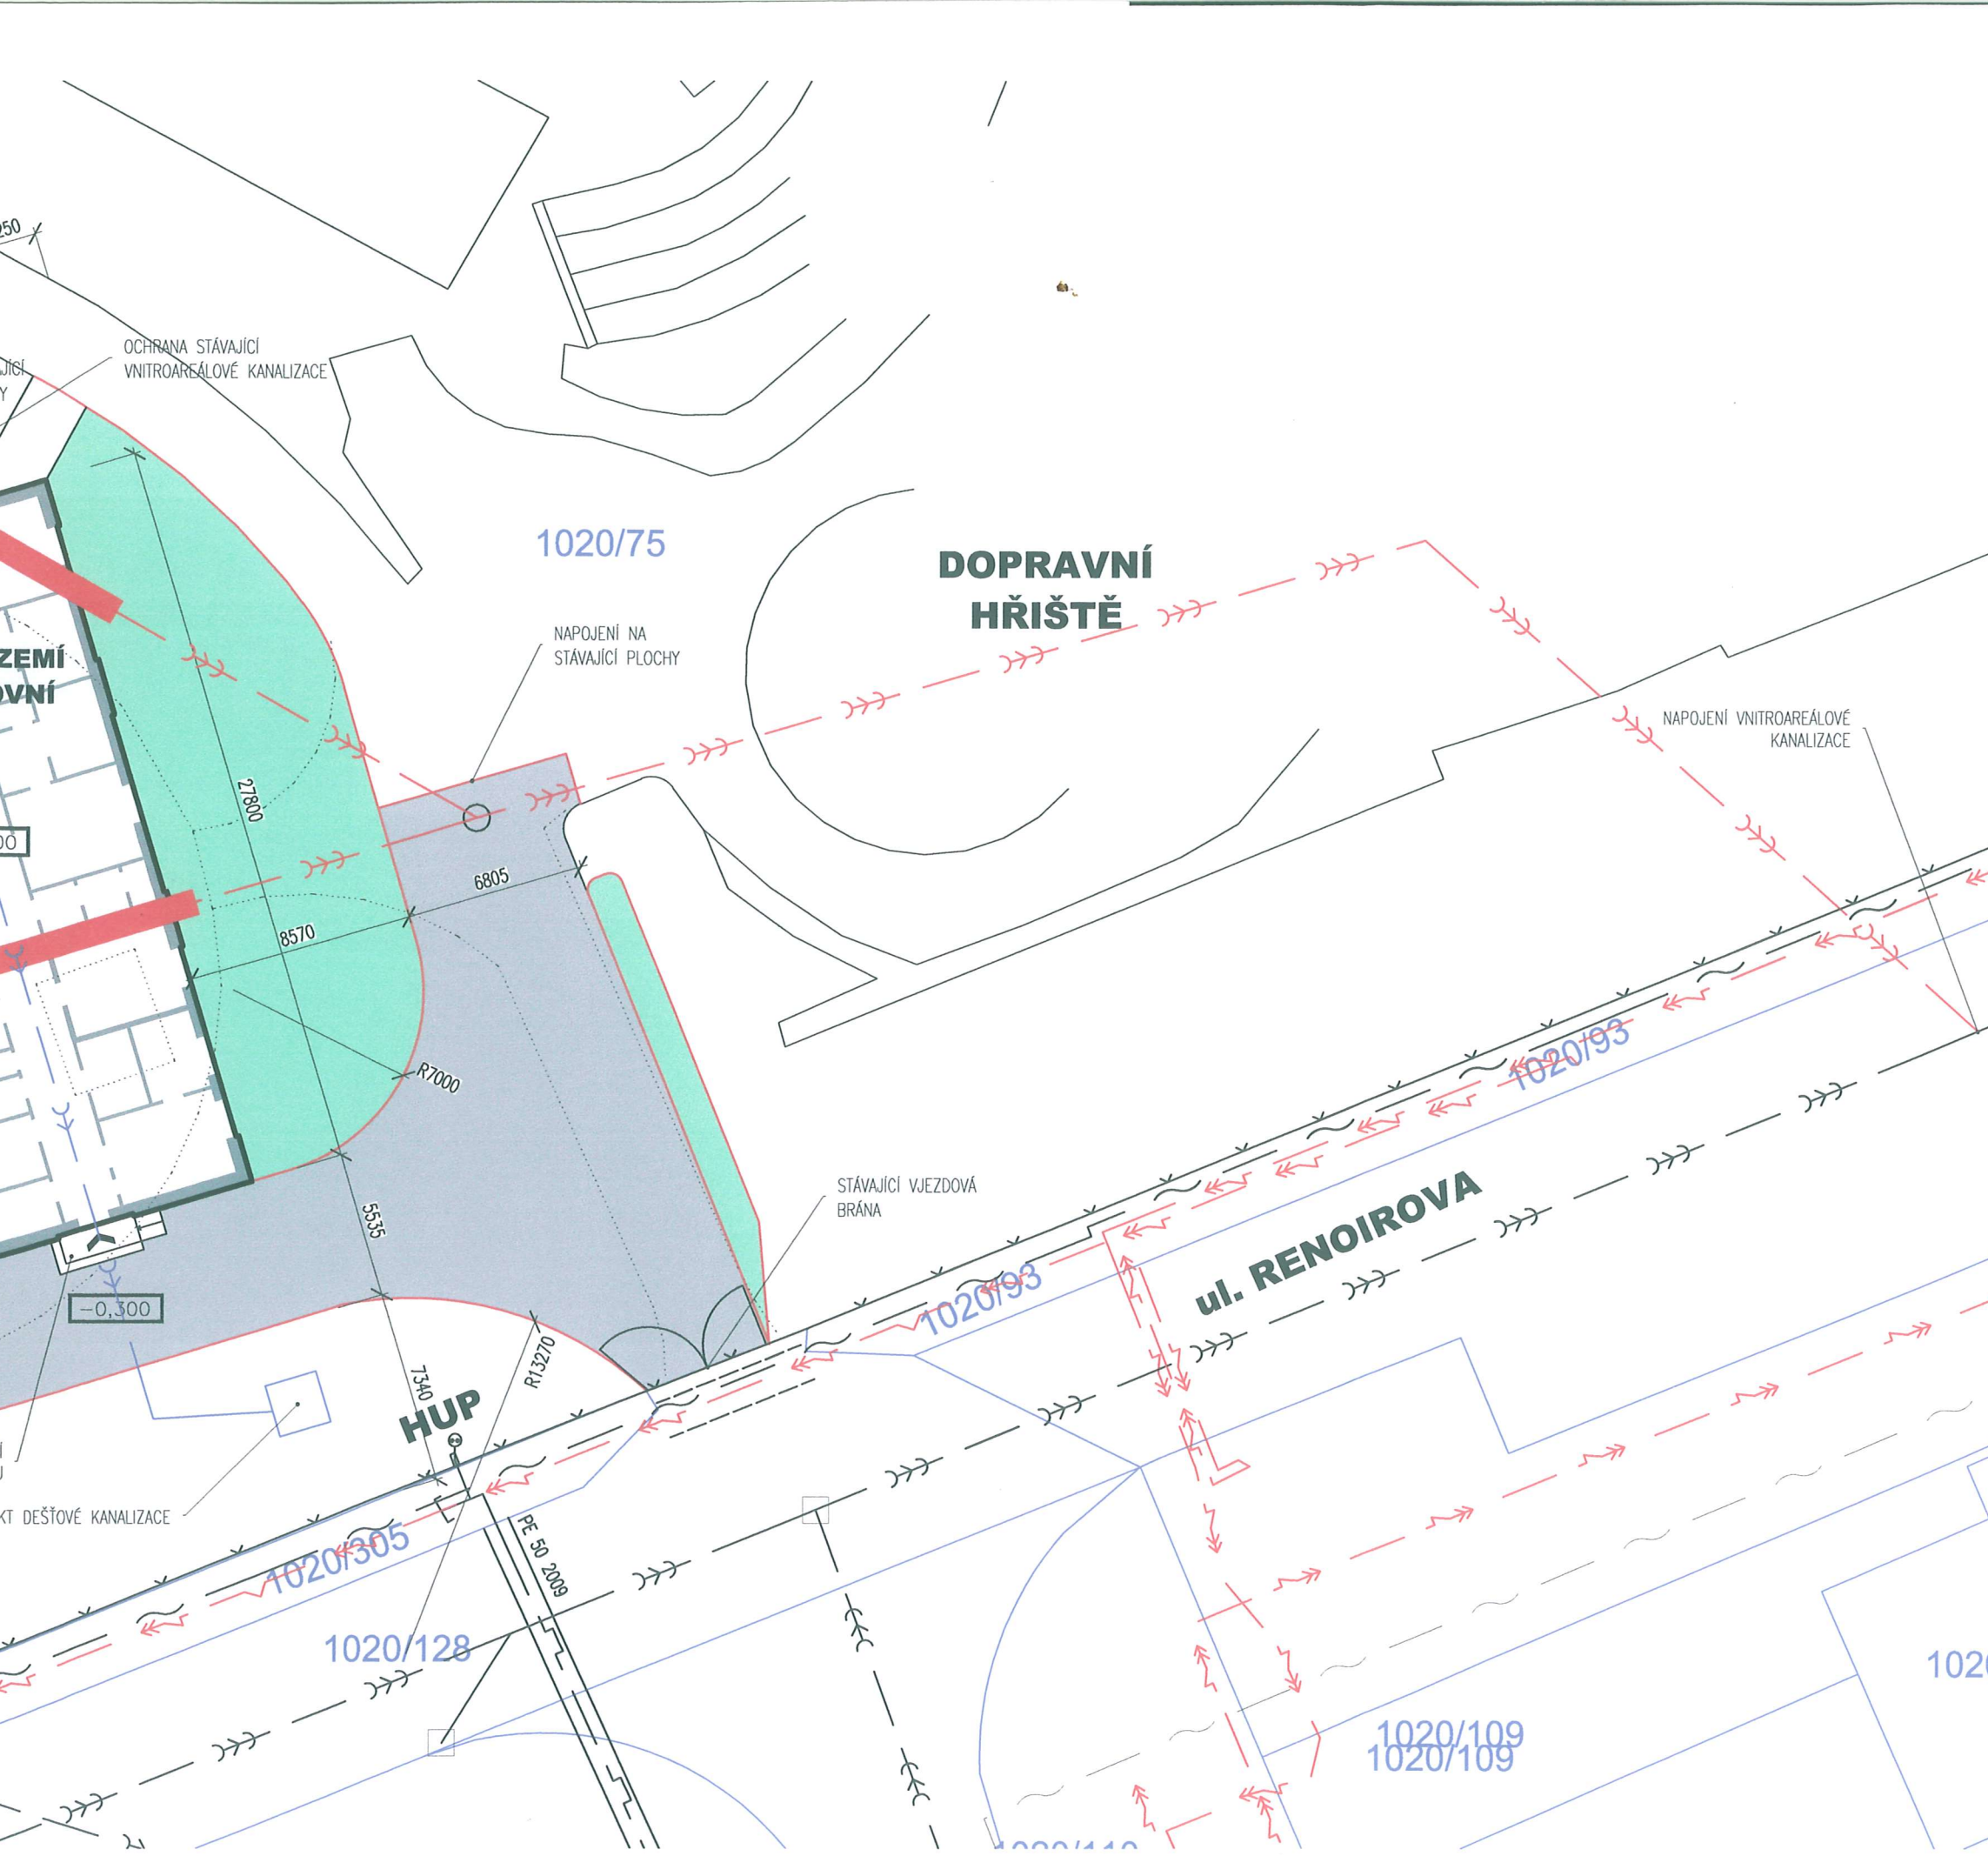 250
OCHRANA STÁVAJÍCÍ
VNITROAREÁLOVÉ KANALIZACE
1020/75
DOPRAVNÍ
HŘIŠTĚ
NAPOJENÍ NA
STÁVAJÍCÍ PLOCHY
ZEMÍ
OVNÍ
NAPOJENÍ VNITROAREÁLOVÉ
KANALIZACE
27800
00
6805
8570
R7000
1020/93
STÁVAJÍCÍ VJEZDOVÁ
BRÁNA
5535
ul. RENOIROVA
1020/93
-0,300
R13270
7340
HUP
KT DEŠŤOVÉ KANALIZACE
PE 50 2009
1020/305
1020/128
1020/109
1020/109